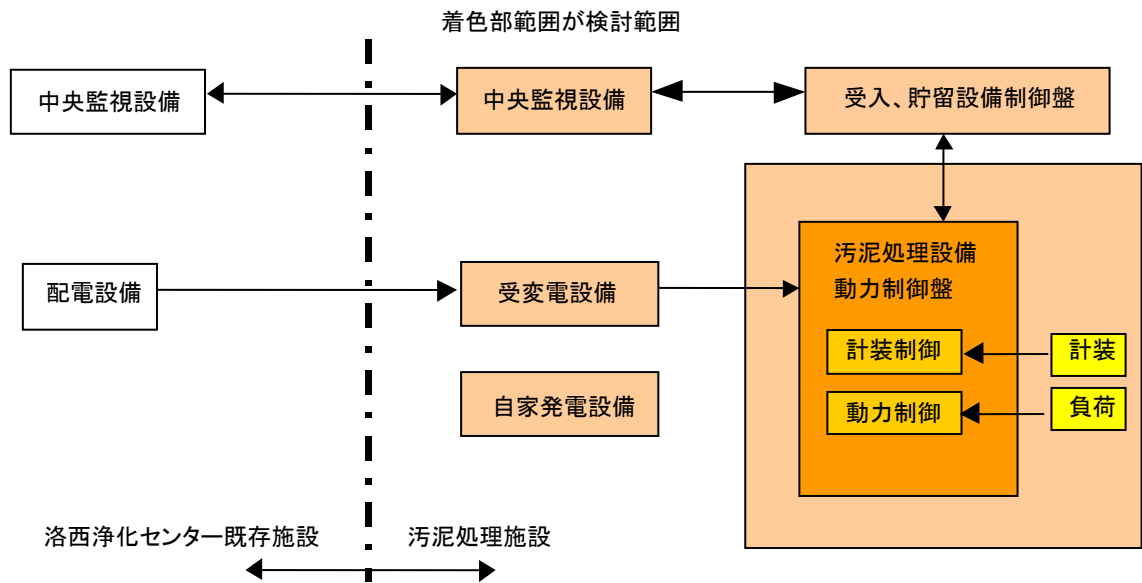 着色部範囲が検討範囲
中央監視設備
中央監視設備
受入、貯留設備制御盤
配電設備
受変電設備
汚泥処理設備
動力制御盤
計装制御
計装
自家発電設備
動力制御
負荷
洛西浄化センター既存施設
汚泥処理施設